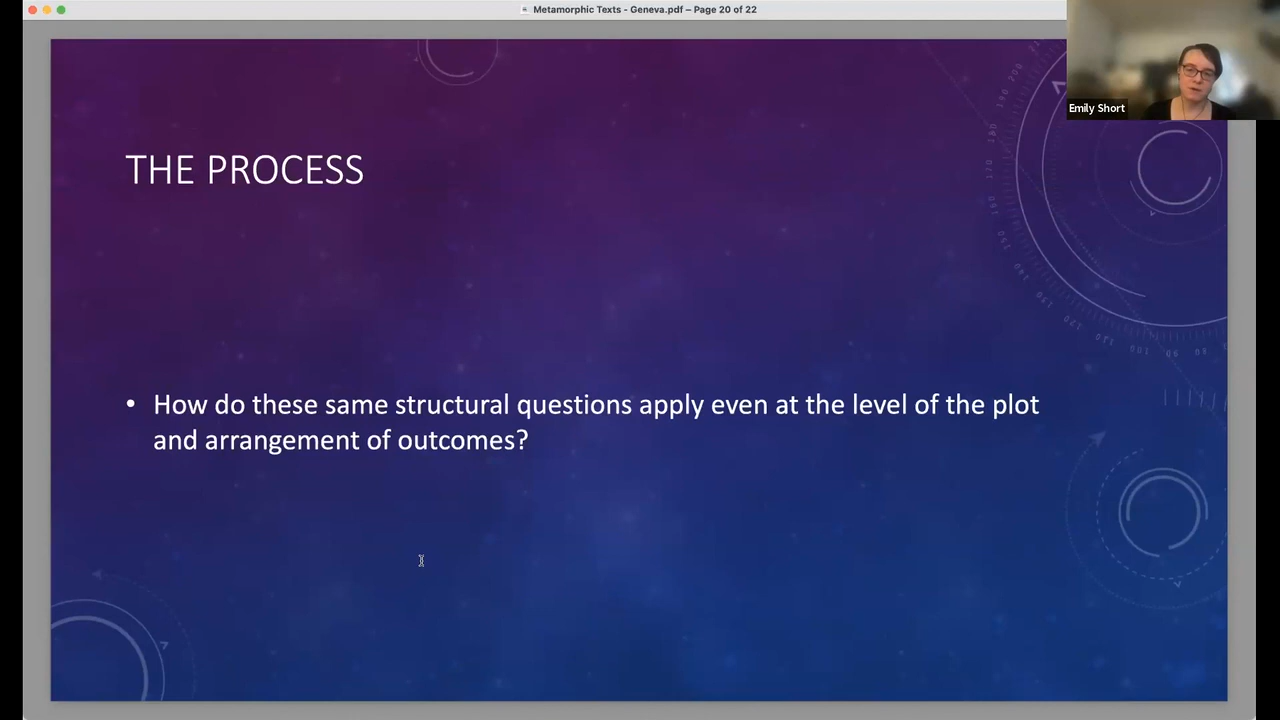 Metamorphic Texts - Geneva.pdf – Page 20 of 22
Emily Short
THE PROCESS
• How do these same structural questions apply even at the level of the plot
and arrangement of outcomes?